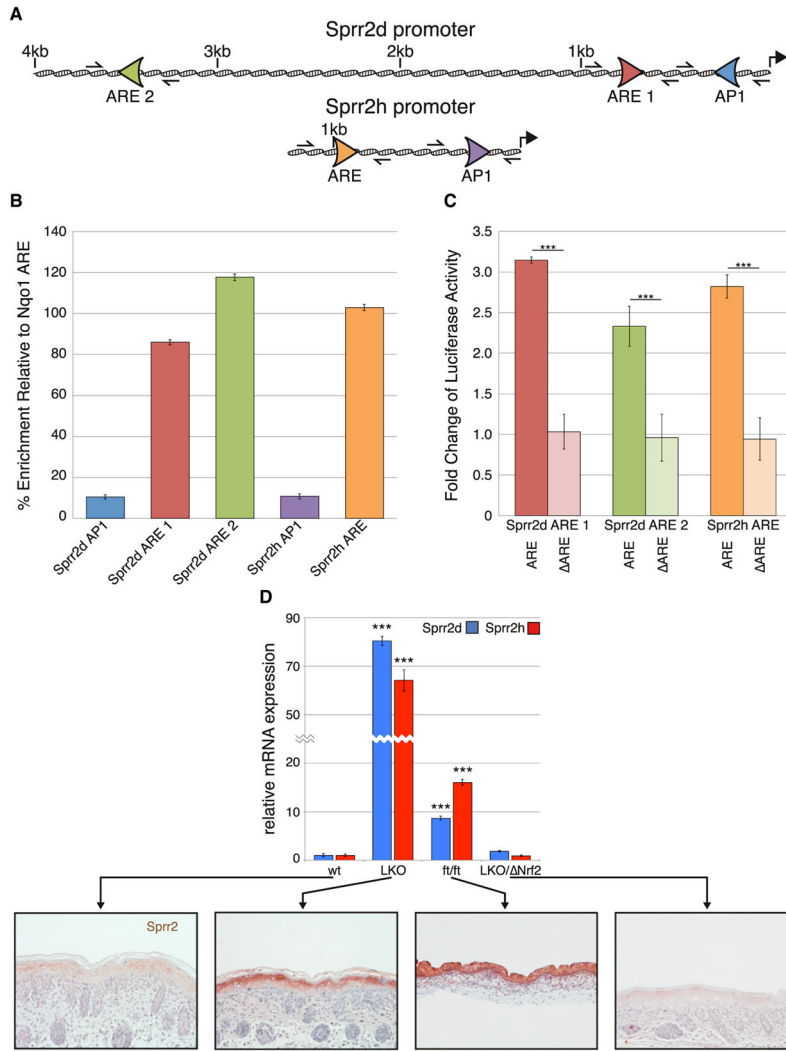 A
Sprr2d promoter
4kb 3kb 2kb 1kb
ARE 2 ARE 1 AP1
Sprr2h promoter
1kb
ARE AP1
B
% Enrichment Relative to Nqo1 ARE
140
120
100
80
60
40
20
0
Sprr2d AP1
Sprr2d ARE 1
Sprr2d ARE 2
Sprr2h AP1
Sprr2h ARE
C
Fold Change of Luciferase Activity
3.5
3.0
2.5
2.0
1.5
1.0
0.5
0
*** *** ***
Sprr2d ARE 1 Sprr2d ARE 2 Sprr2h ARE
ARE ΔARE ARE ΔARE ARE ΔARE
D
relative mRNA expression
Sprr2d Sprr2h
90
70
50
20
10
0
*** *** *** ***
wt LKO ft/ft LKO/ΔNrf2
Sprr2